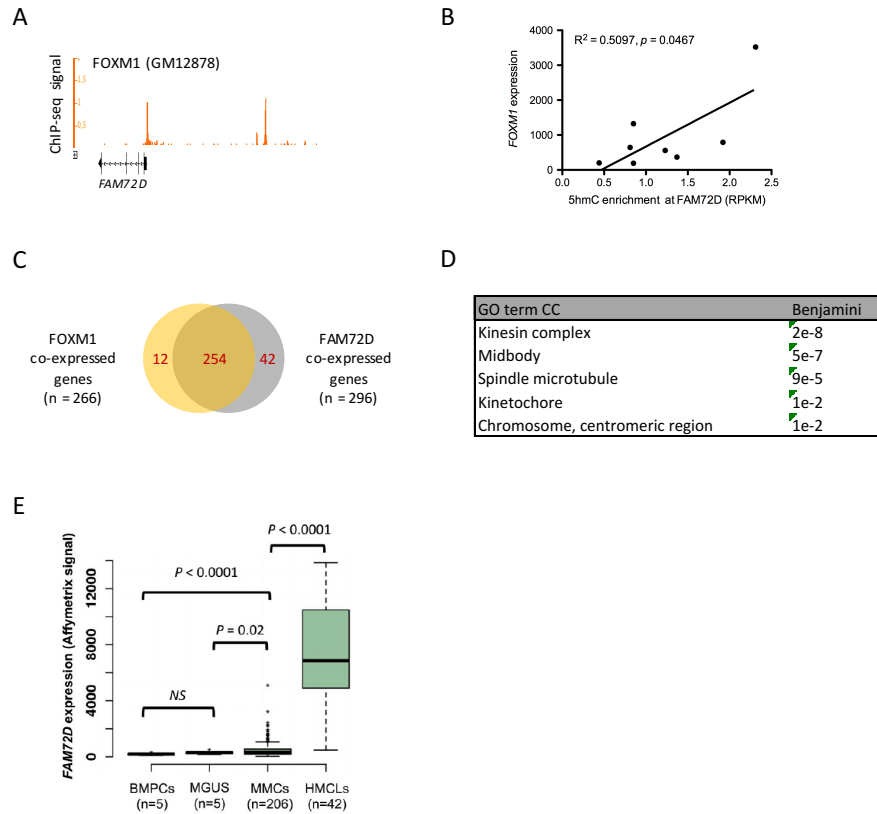 A
FOXM1 (GM12878)
ChIP-seq signal
1.5
1
0.5
FAM72D
B
R² = 0.5097, p = 0.0467
FOXM1 expression
4000
3000
2000
1000
0
0.0 0.5 1.0 1.5 2.0 2.5
5hmC enrichment at FAM72D (RPKM)
C
FOXM1
co-expressed
genes
(n = 266)
12 254 42
FAM72D
co-expressed
genes
(n = 296)
D
GO term CC Benjamini
Kinesin complex 2e-8
Midbody 5e-7
Spindle microtubule 9e-5
Kinetochore 1e-2
Chromosome, centromeric region 1e-2
E
P < 0.0001
P < 0.0001
P = 0.02
NS
FAM72D expression (Affymetrix signal)
12000
8000
4000
0
BMPCs MGUS MMCs HMCLs
(n=5) (n=5) (n=206) (n=42)